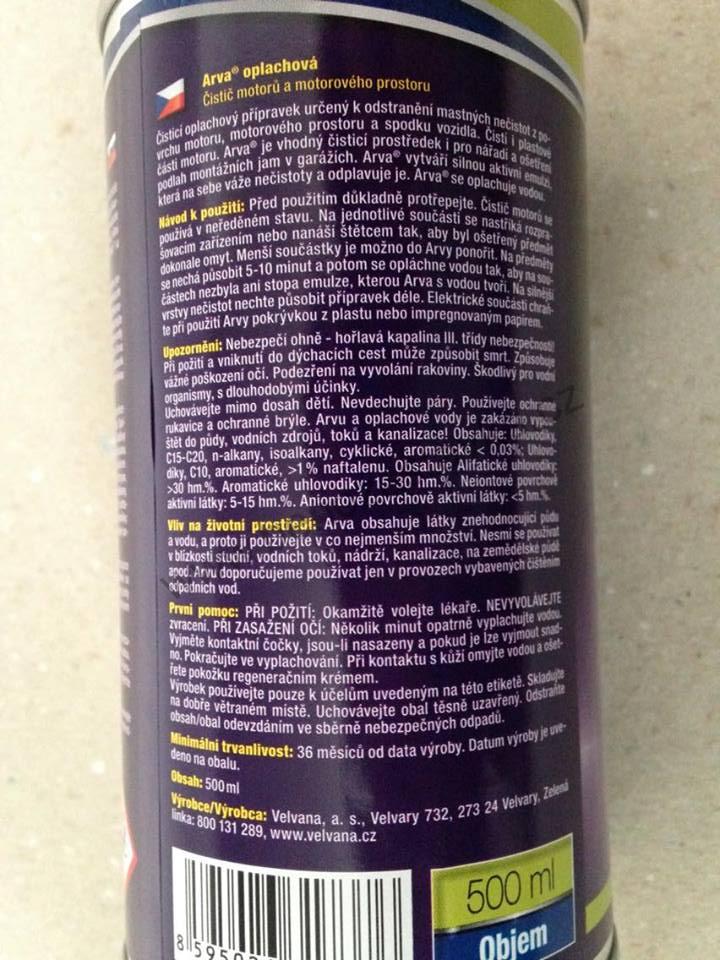 Arva® oplachová
Čistič motorů a motorového prostoru
Čisticí oplachový přípravek určený k odstranění mastných nečistot z po-
vrchu motoru, motorového prostoru a spodku vozidla. Čistí i plastové
části motoru. Arva® je vhodný čisticí prostředek i pro nářadí a ošetření
podlah montážních jam v garážích. Arva® vytváří silnou aktivní emulzi,
která na sebe váže nečistoty a odplavuje je. Arva® se oplachuje vodou.
Návod k použití: Před použitím důkladně protřepejte. Čistič motorů se
používá v neředěném stavu. Na jednotlivé součásti se nastříká rozpra-
šovacím zařízením nebo nanáší štětcem tak, aby byl ošetřený předmět
dokonale omyt. Menší součástky je možno do Arvy ponořit. Na předměty
se nechá působit 5-10 minut a potom se opláchne vodou tak, aby na sou-
částech nezbyla ani stopa emulze, kterou Arva s vodou tvoří. Na silnější
vrstvy nečistot nechte působit přípravek déle. Elektrické součásti chraň-
te při použití Arvy pokrývkou z plastu nebo impregnovaným papírem.
Upozornění: Nebezpečí ohně - hořlavá kapalina III. třídy nebezpečnosti!
Při požití a vniknutí do dýchacích cest může způsobit smrt. Způsobuje
vážné poškození očí. Podezření na vyvolání rakoviny. Škodlivý pro vodní
organismy, s dlouhodobými účinky.
Uchovávejte mimo dosah dětí. Nevdechujte páry. Používejte ochranné
rukavice a ochranné brýle. Arvu a oplachové vody je zakázáno vypou-
štět do půdy, vodních zdrojů, toků a kanalizace! Obsahuje: Uhlovodíky,
C15-C20, n-alkany, isoalkany, cyklické, aromatické < 0,03%; Uhlovo-
díky, C10, aromatické, >1% naftalenu. Obsahuje Alifatické uhlovodíky:
>30 hm.%. Aromatické uhlovodíky: 15-30 hm.%. Neiontové povrchově
aktivní látky: 5-15 hm.%. Aniontové povrchově aktivní látky: <5 hm.%.
Vliv na životní prostředí: Arva obsahuje látky znehodnocující půdu
a vodu, a proto ji používejte v co nejmenším množství. Nesmí se používat
v blízkosti studní, vodních toků, nádrží, kanalizace, na zemědělské půdě
apod. Arvu doporučujeme používat jen v provozech vybavených čištěním
odpadních vod.
První pomoc: PŘI POŽITÍ: Okamžitě volejte lékaře. NEVYVOLÁVEJTE
zvracení. PŘI ZASAŽENÍ OČÍ: Několik minut opatrně vyplachujte vodou.
Vyjměte kontaktní čočky, jsou-li nasazeny a pokud je lze vyjmout snad-
no. Pokračujte ve vyplachování. Při kontaktu s kůží omyjte vodou a ošet-
řete pokožku regeneračním krémem.
Výrobek používejte pouze k účelům uvedeným na této etiketě. Skladujte
na dobře větraném místě. Uchovávejte obal těsně uzavřený. Odstraňte
obsah/obal odevzdáním ve sběrně nebezpečných odpadů.
Minimální trvanlivost: 36 měsíců od data výroby. Datum výroby je uve-
deno na obalu.
Obsah: 500 ml
Výrobce/Výrobca: Velvana, a. s., Velvary 732, 273 24 Velvary, Zelená
linka: 800 131 289, www.velvana.cz
500 ml
Objem